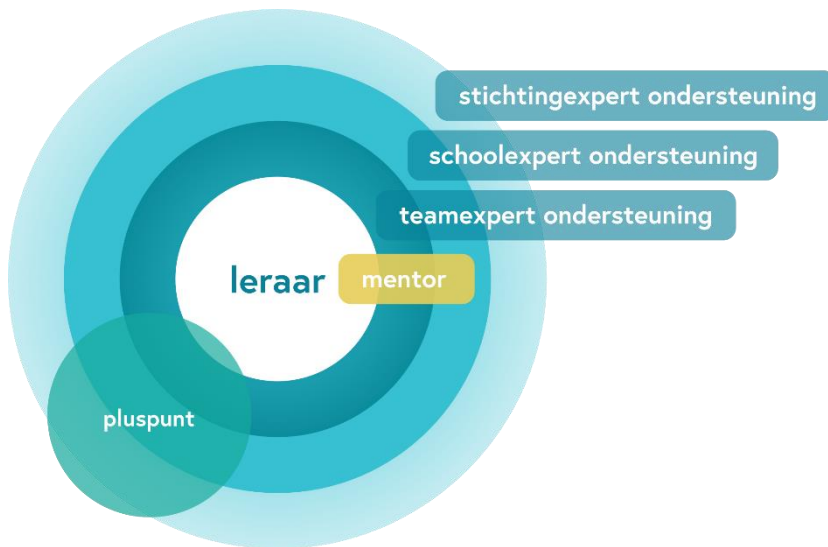 stichtingexpert ondersteuning
schoolexpert ondersteuning
teamexpert ondersteuning
leraar
mentor
pluspunt